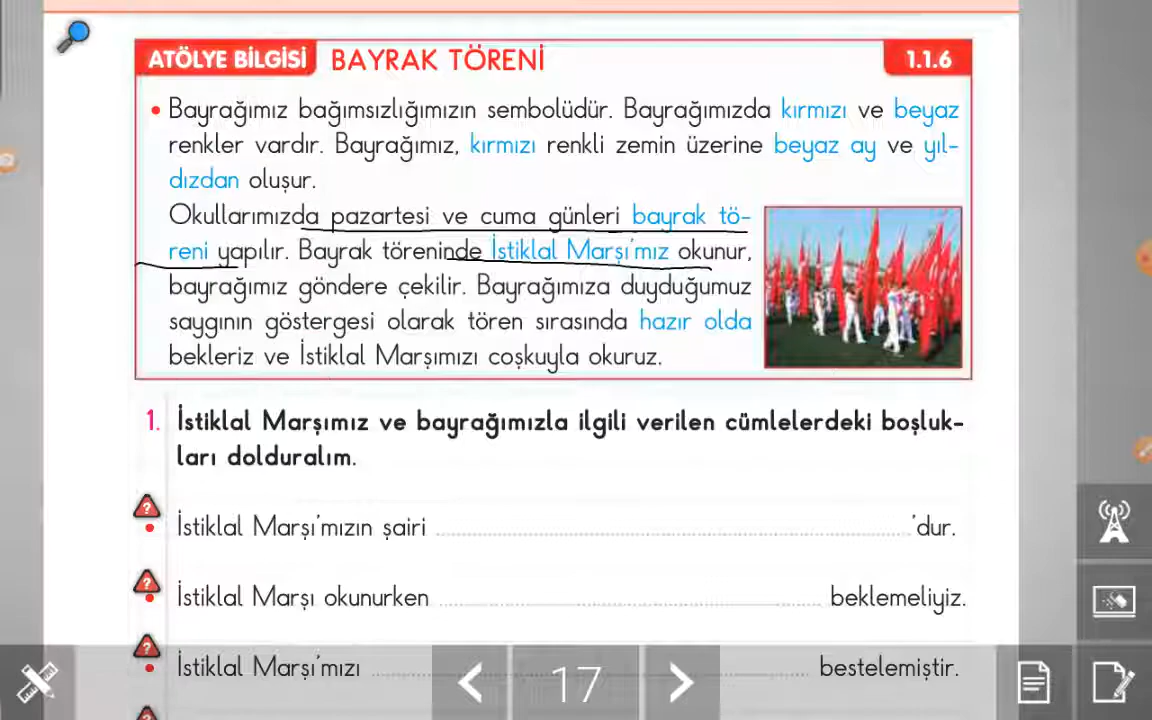 ATÖLYE BİLGİSİ BAYRAK TÖRENİ 1.1.6
• Bayrağımız bağımsızlığımızın sembolüdür. Bayrağımızda kırmızı ve beyaz
renkler vardır. Bayrağımız, kırmızı renkli zemin üzerine beyaz ay ve yıl-
dızdan oluşur.
Okullarımızda pazartesi ve cuma günleri bayrak tö-
reni yapılır. Bayrak töreninde İstiklal Marşı'mız okunur,
bayrağımız göndere çekilir. Bayrağımıza duyduğumuz
saygının göstergesi olarak tören sırasında hazır olda
bekleriz ve İstiklal Marşımızı coşkuyla okuruz.
1. İstiklal Marşımız ve bayrağımızla ilgili verilen cümlelerdeki boşluk-
ları dolduralım.
• İstiklal Marşı'mızın şairi ........................ 'dur.
• İstiklal Marşı okunurken ........................ beklemeliyiz.
• İstiklal Marşı'mızı ........................ bestelemiştir.
17